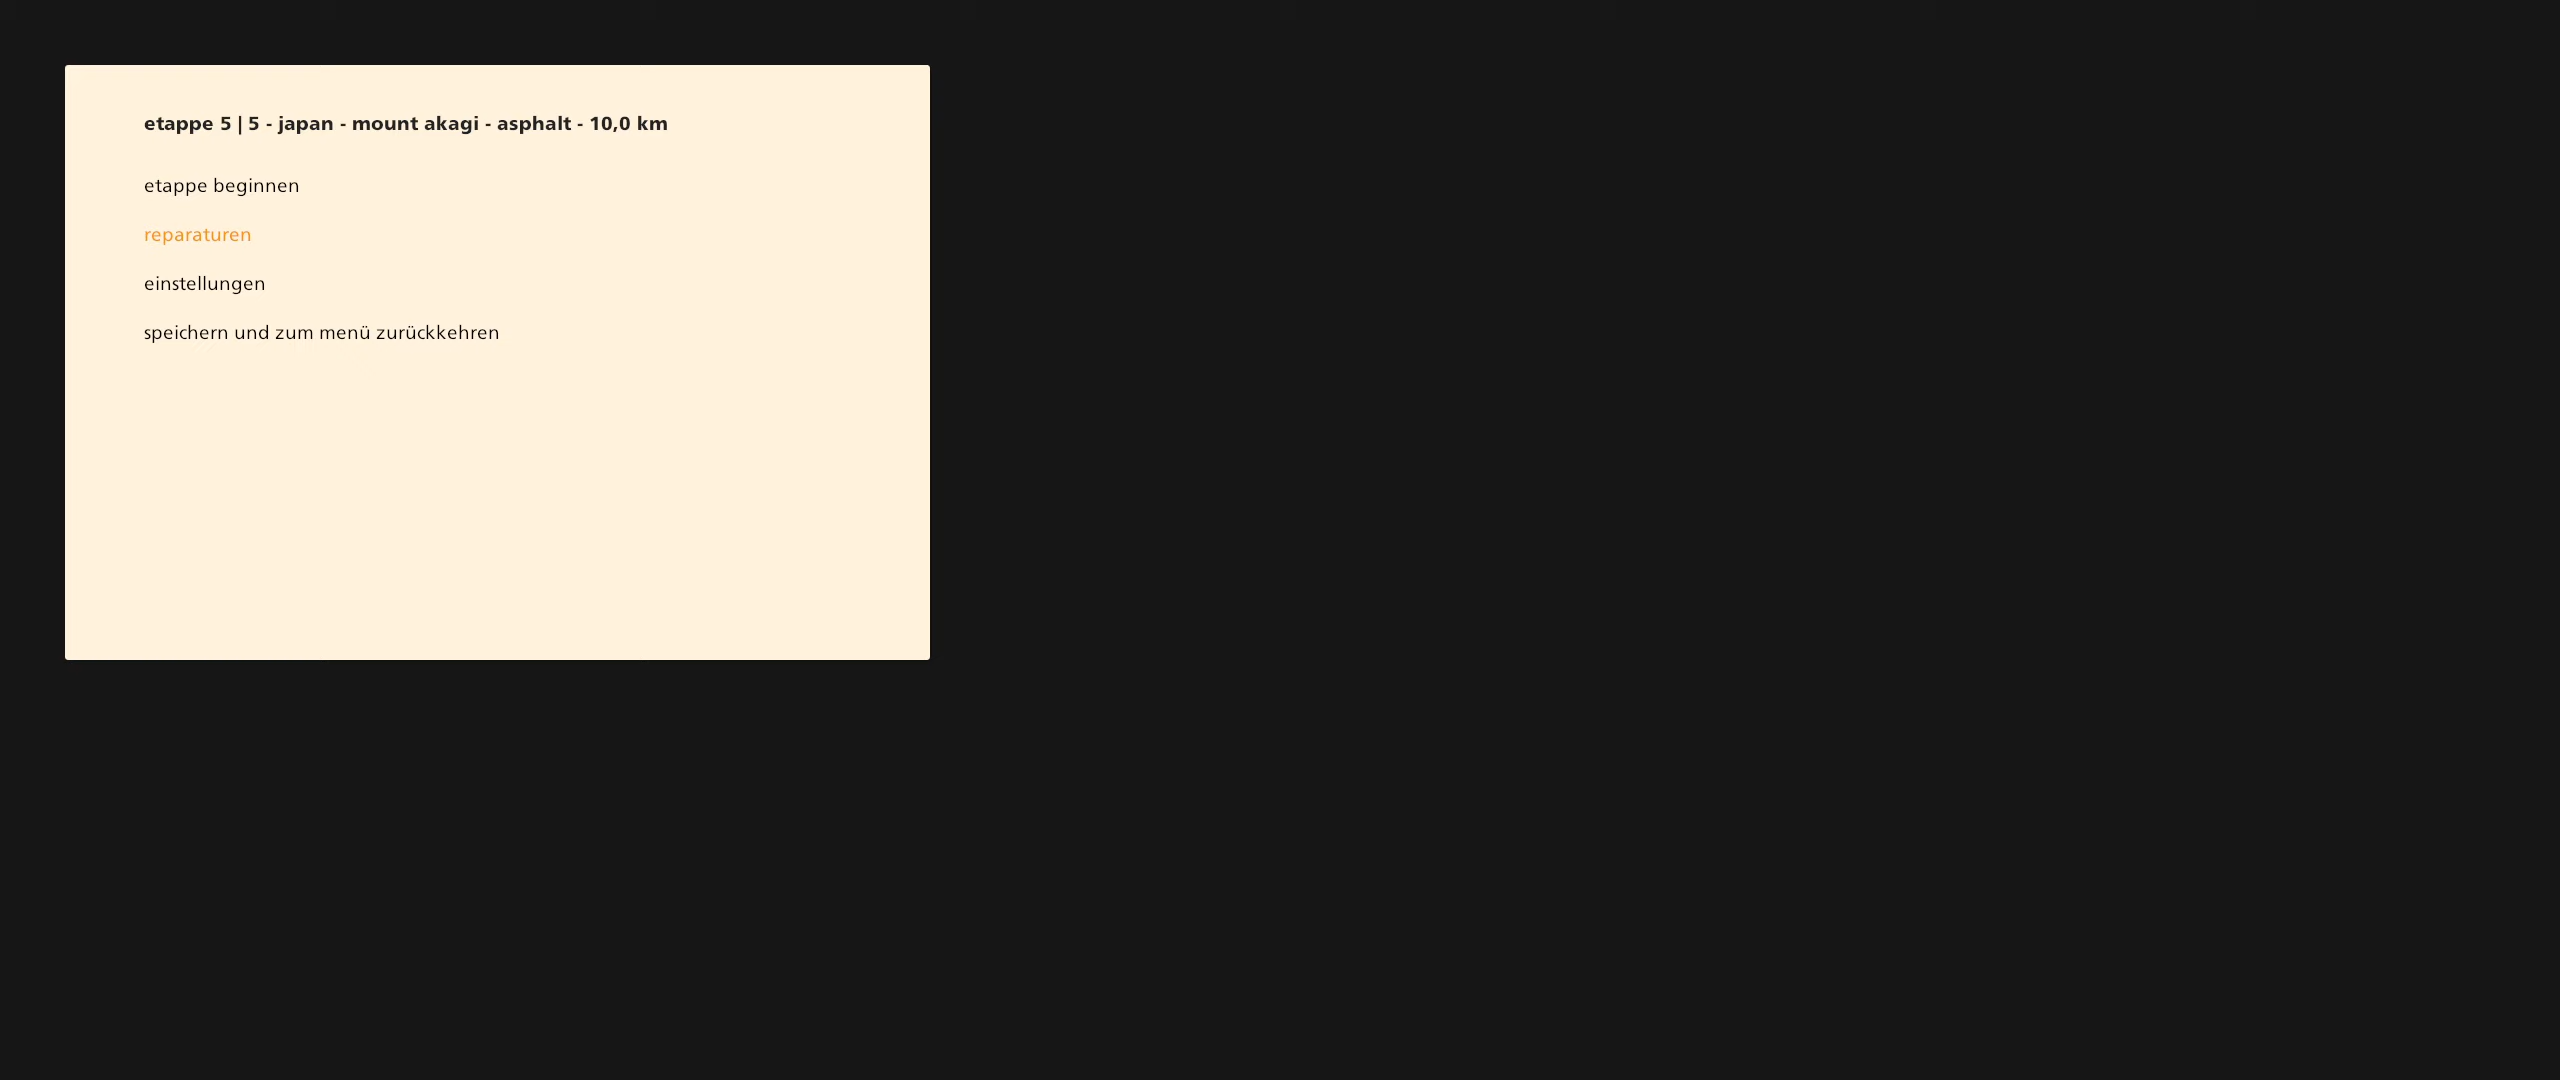 etappe 5 | 5 - japan - mount akagi - asphalt - 10,0 km
etappe beginnen
reparaturen
einstellungen
speichern und zum menü zurückkehren